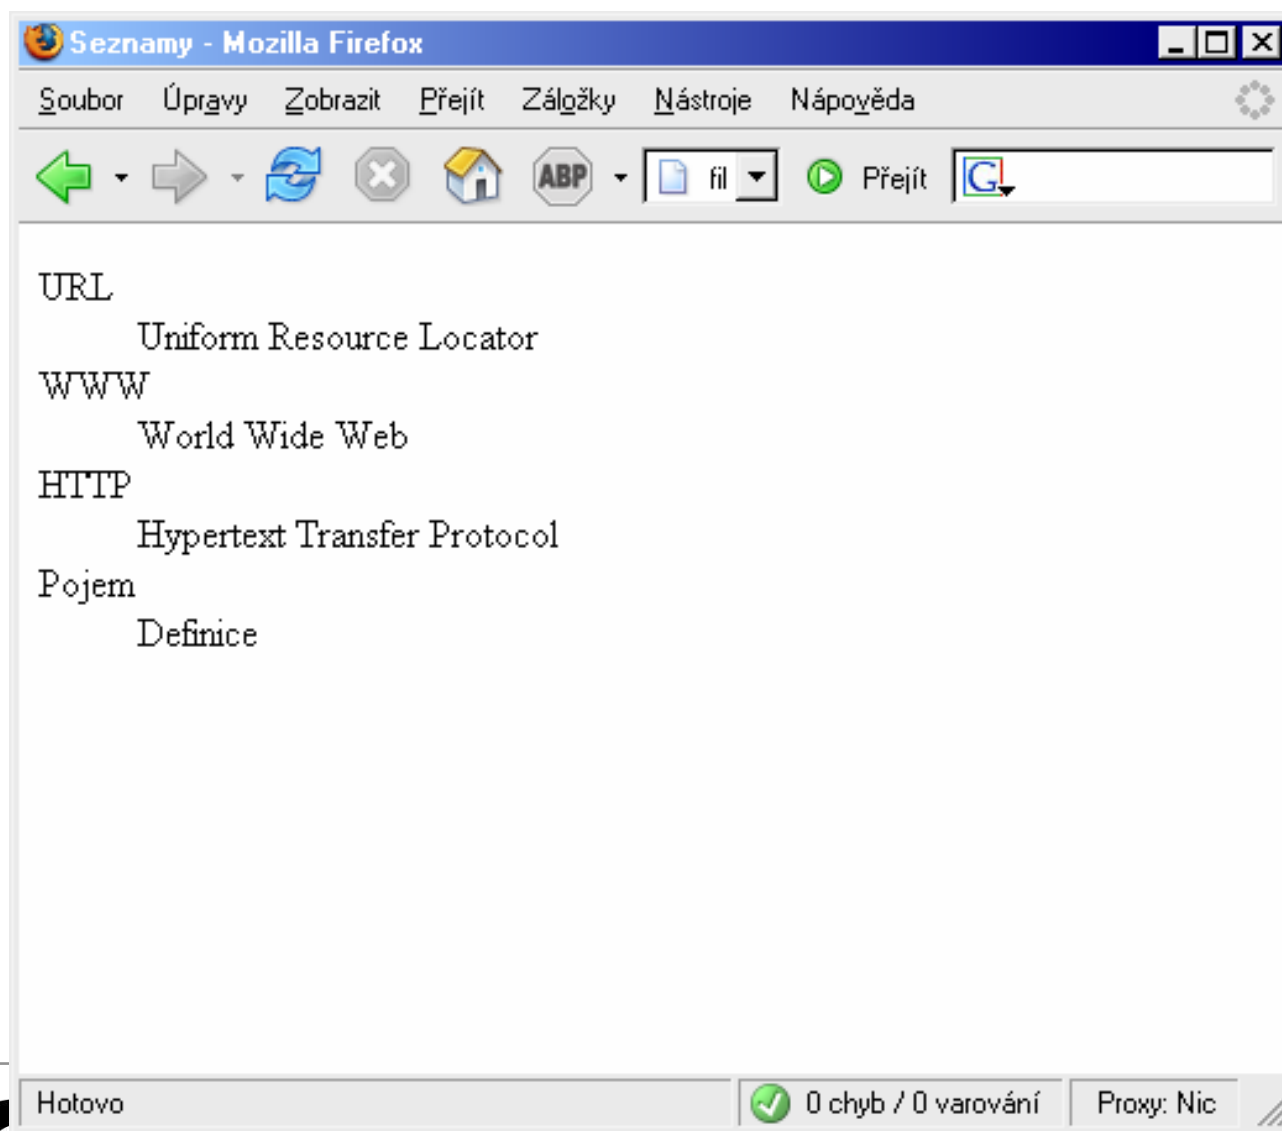 Seznamy - Mozilla Firefox
Soubor Úpravy Zobrazit Přejít Záložky Nástroje Nápověda
ABP fil Přejít G
URL
Uniform Resource Locator
WWW
World Wide Web
HTTP
Hypertext Transfer Protocol
Pojem
Definice
Hotovo 0 chyb / 0 varování Proxy: Nic